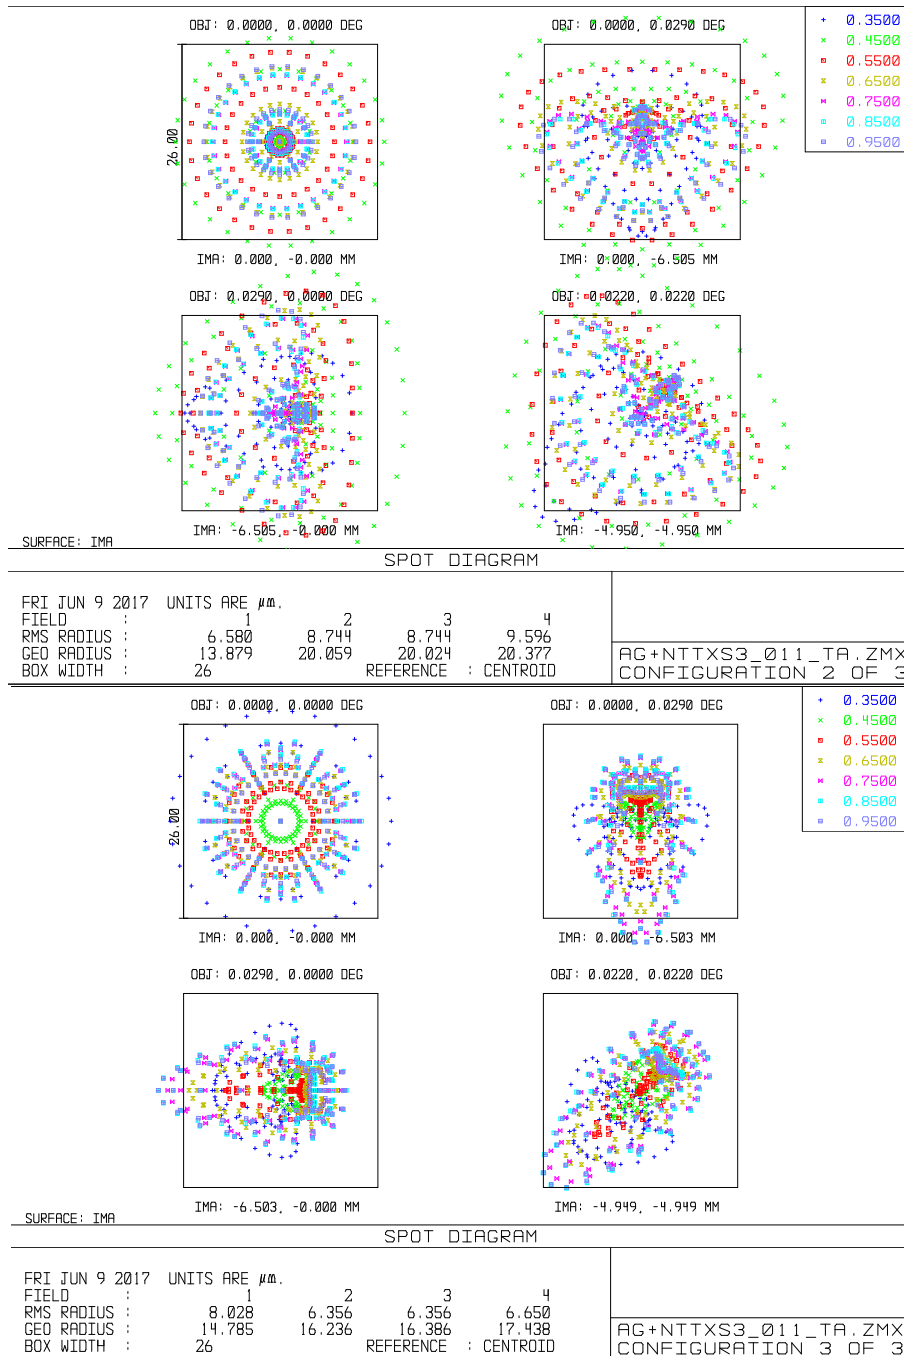 OBJ: 0.0000, 0.0000 DEG
OBJ: 0.0000, 0.0290 DEG
+ 0.3500
× 0.4500
0.5500
0.6500
0.7500
0.8500
0.9500
26.00
IMA: 0.000, -0.000 MM
IMA: 0.000, -6.505 MM
OBJ: 0.0290, 0.0000 DEG
OBJ: 0.0220, 0.0220 DEG
IMA: -6.505, -0.000 MM
IMA: -4.950, -4.950 MM
SURFACE: IMA
SPOT DIAGRAM
FRI JUN 9 2017 UNITS ARE µm.
FIELD : 1 2 3 4
RMS RADIUS : 6.580 8.744 8.744 9.596
GEO RADIUS : 13.879 20.059 20.024 20.377
BOX WIDTH : 26 REFERENCE : CENTROID
AG+NTTXS3_011_TA.ZMX
CONFIGURATION 2 OF 3
OBJ: 0.0000, 0.0000 DEG
OBJ: 0.0000, 0.0290 DEG
+ 0.3500
× 0.4500
0.5500
0.6500
0.7500
0.8500
0.9500
26.00
IMA: 0.000, -0.000 MM
IMA: 0.000, -6.503 MM
OBJ: 0.0290, 0.0000 DEG
OBJ: 0.0220, 0.0220 DEG
IMA: -6.503, -0.000 MM
IMA: -4.949, -4.949 MM
SURFACE: IMA
SPOT DIAGRAM
FRI JUN 9 2017 UNITS ARE µm.
FIELD : 1 2 3 4
RMS RADIUS : 8.028 6.356 6.356 6.650
GEO RADIUS : 14.785 16.236 16.386 17.438
BOX WIDTH : 26 REFERENCE : CENTROID
AG+NTTXS3_011_TA.ZMX
CONFIGURATION 3 OF 3